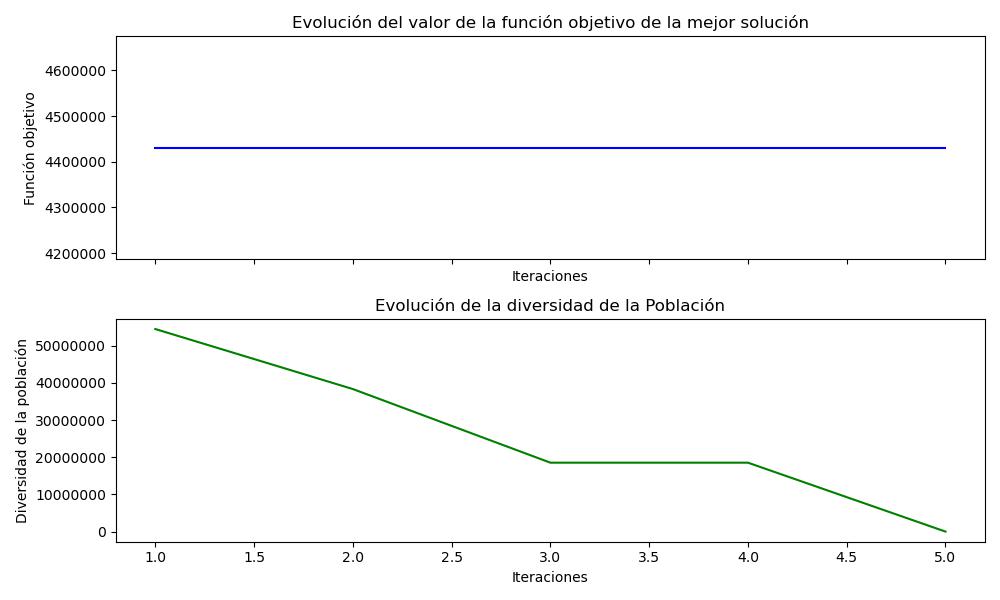 Evolución del valor de la función objetivo de la mejor solución
4600000
4500000
4400000
4300000
4200000
Función objetivo
Iteraciones
Evolución de la diversidad de la Población
50000000
40000000
30000000
20000000
10000000
0
Diversidad de la población
1.0 1.5 2.0 2.5 3.0 3.5 4.0 4.5 5.0
Iteraciones